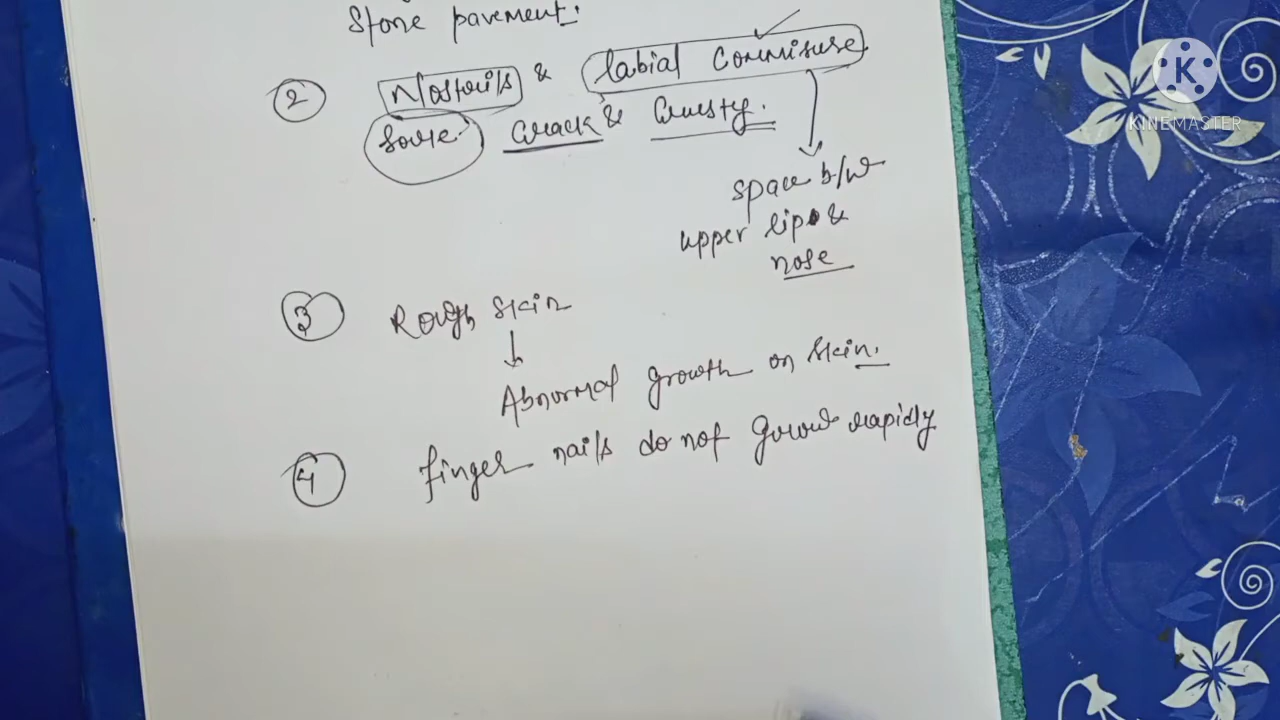 Stone pavement.
② Nostrils & labial Commisure.
Sore crack & Crusty.
space b/w
upper lip &
nose
③ Rough skin
Abnormal growth on skin.
④ finger nails do not grow rapidly
K
KINEMASTER